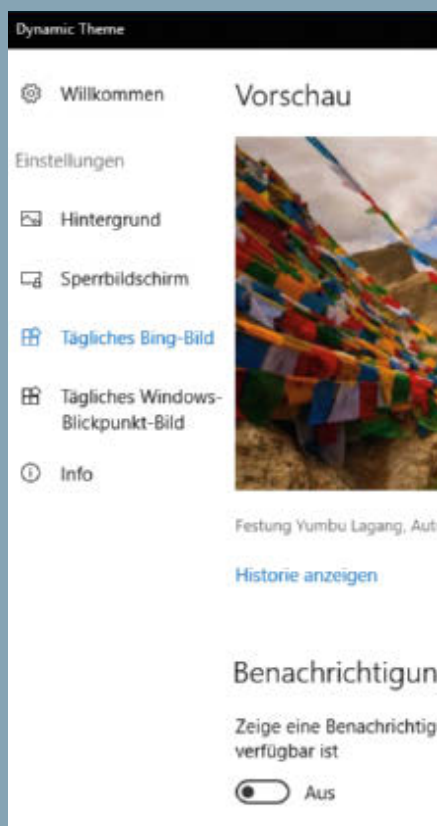 Dynamic Theme
Willkommen
Einstellungen
Hintergrund
Sperrbildschirm
Tägliches Bing-Bild
Tägliches Windows-
Blickpunkt-Bild
Info
Vorschau
Festung Yumbu Lagang, Aut
Historie anzeigen
Benachrichtigun
Zeige eine Benachrichtig
verfügbar ist
Aus